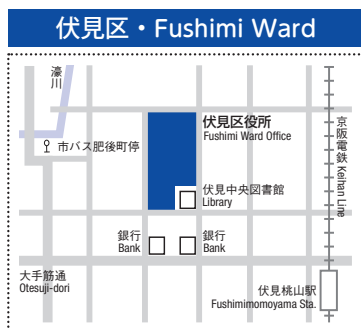 伏見区・Fushimi Ward
濠川
市バス肥後町停
伏見区役所
Fushimi Ward Office
京阪電鉄 Keihan Line
伏見中央図書館
Library
銀行
Bank
銀行
Bank
大手筋通
Otesuji-dori
伏見桃山駅
Fushimimomoyama Sta.